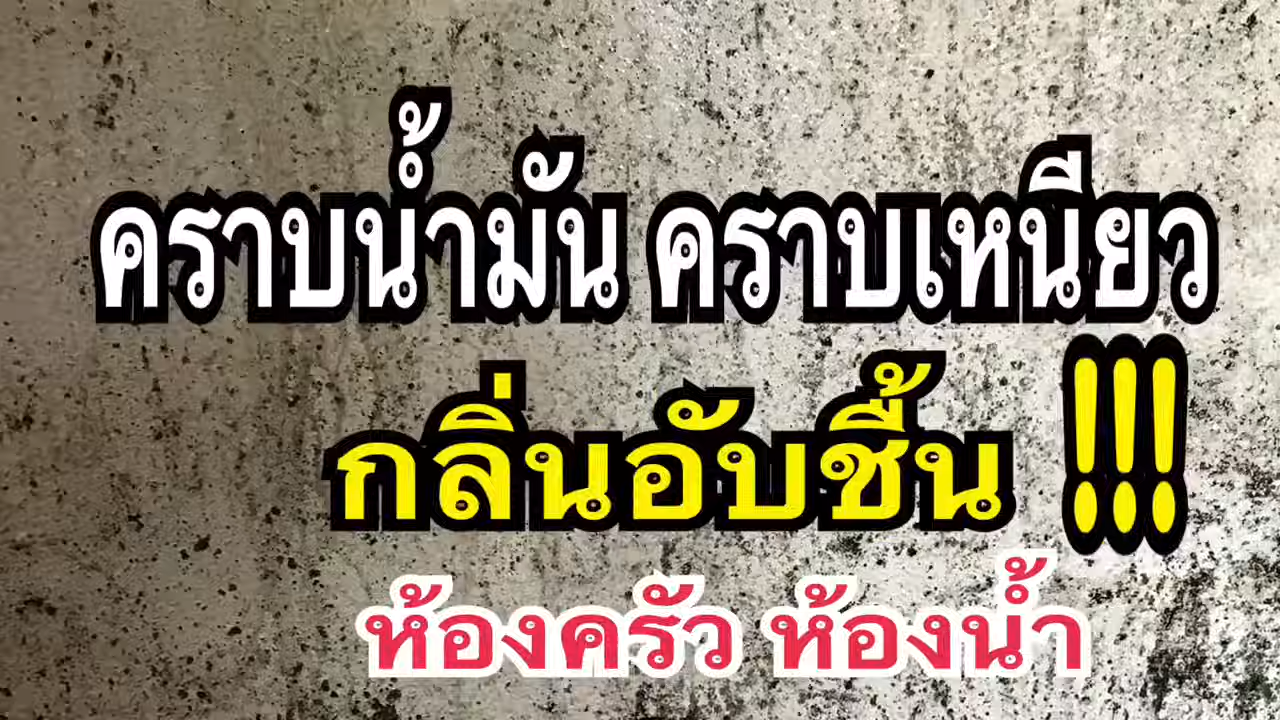 คราบน้ำมัน คราบเหนียว
กลิ่นอับชื้น !!!
ห้องครัว ห้องน้ำ